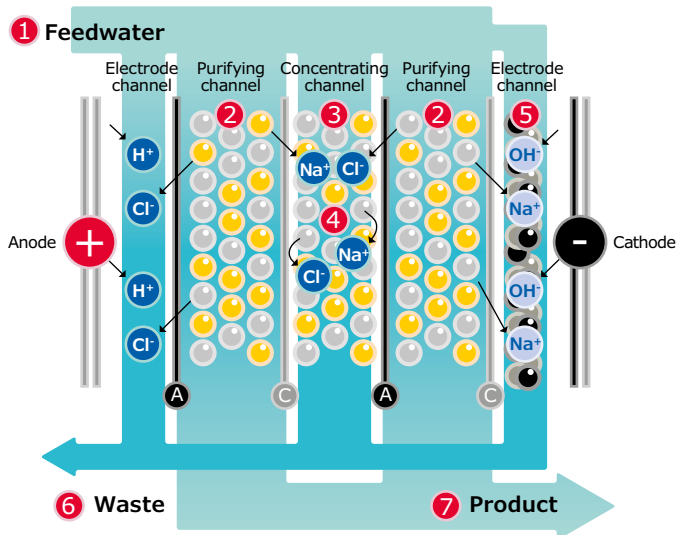 1 Feedwater
Electrode channel
Purifying channel
Concentrating channel
Purifying channel
Electrode channel
2
3
2
5
H⁺
Na⁺
Cl⁻
OH⁻
Cl⁻
4
Na⁺
Anode
+
-
Cathode
Na⁺
Cl⁻
H⁺
OH⁻
Cl⁻
Na⁺
A
C
A
C
6 Waste
7 Product